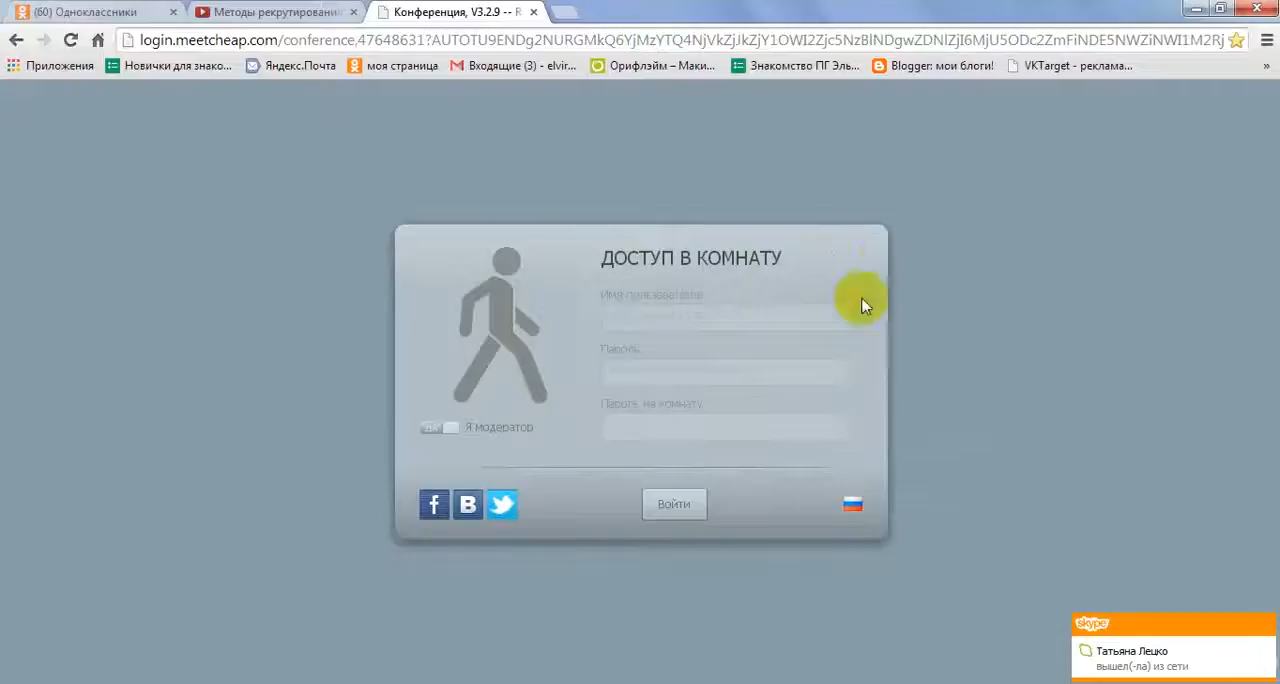 (60) Одноклассники
Методы рекрутировани
Конференция, V3.2.9 -- R
login.meetcheap.com/conference,47648631?
Приложения
Новички для знако...
Яндекс.Почта
моя страница
Входящие (3) - elvir...
Орифлэйм – Маки...
Знакомство ПГ Эль...
Blogger: мои блоги!
VKTarget - реклама...
»
ДОСТУП В КОМНАТУ
Имя пользователя
Пароль
Пароль на комнату
Я модератор
Войти
skype
Татьяна Лецко
вышел(-ла) из сети